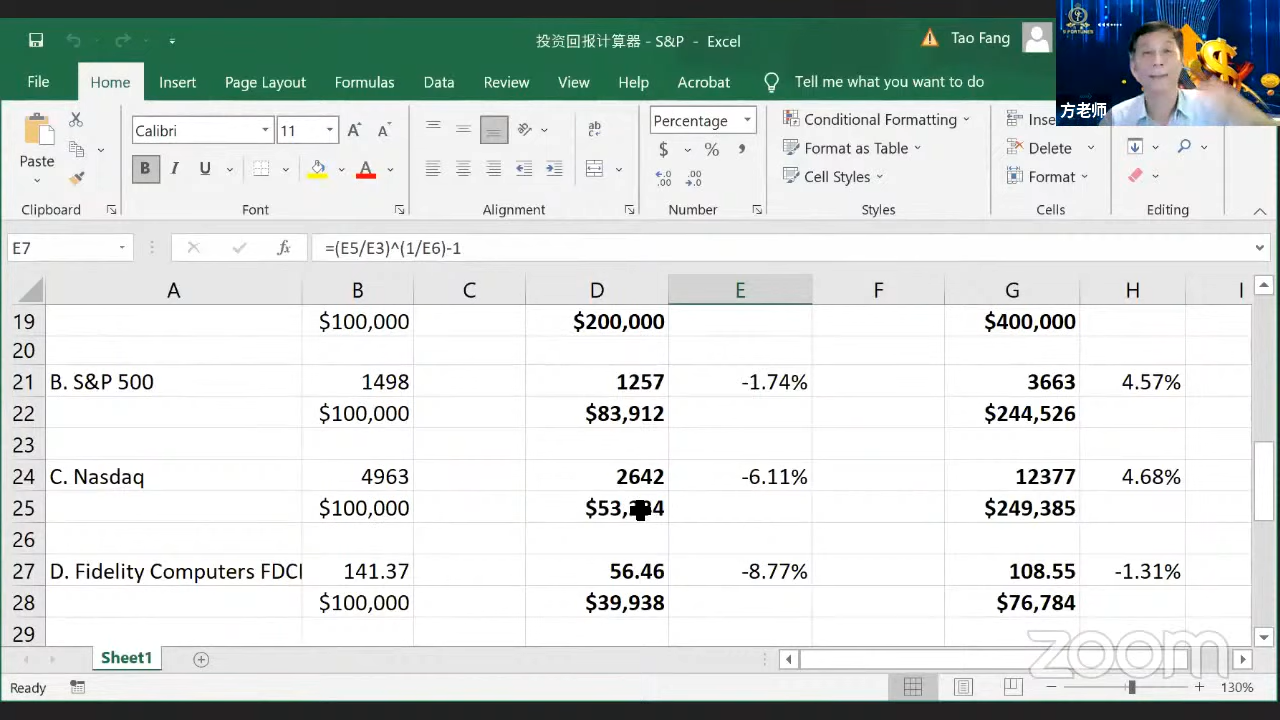 投资回报计算器 - S&P - Excel
Tao Fang
File Home Insert Page Layout Formulas Data Review View Help Acrobat Tell me what you want to do
Paste
Calibri 11
B I U
Percentage
$ % ,
Conditional Formatting
Format as Table
Cell Styles
Delete
Format
Clipboard Font Alignment Number Styles Cells Editing
方老师
E7 fx =(E5/E3)^(1/E6)-1
A B C D E F G H I
19 $100,000 $200,000 $400,000
20
21 B. S&P 500 1498 1257 -1.74% 3663 4.57%
22 $100,000 $83,912 $244,526
23
24 C. Nasdaq 4963 2642 -6.11% 12377 4.68%
25 $100,000 $249,385
26
27 D. Fidelity Computers 141.37 56.46 -8.77% 108.55 -1.31%
28 $100,000 $39,938 $76,784
29
Sheet1
zoom
Ready 130%